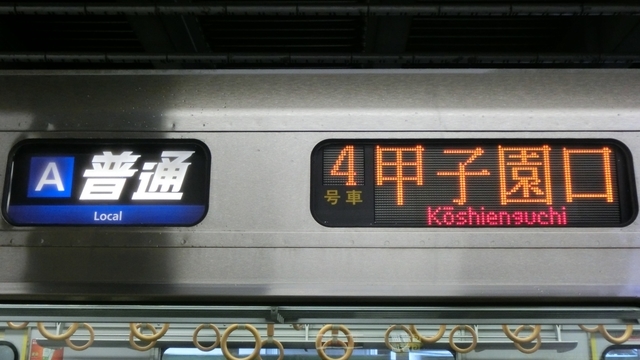 A 普通
Local
4 号車
甲子園口
Kōshienguchi